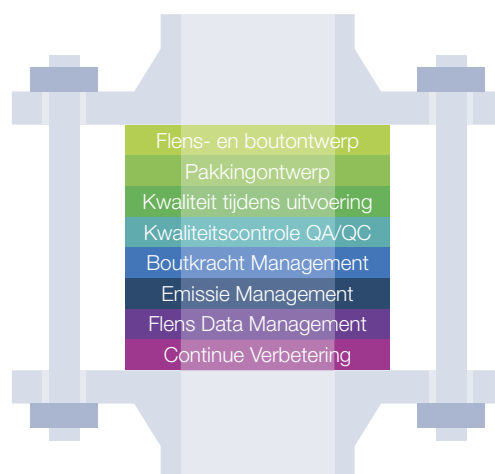 Flens- en boutontwerp
Pakkingontwerp
Kwaliteit tijdens uitvoering
Kwaliteitscontrole QA/QC
Boutkracht Management
Emissie Management
Flens Data Management
Continue Verbetering